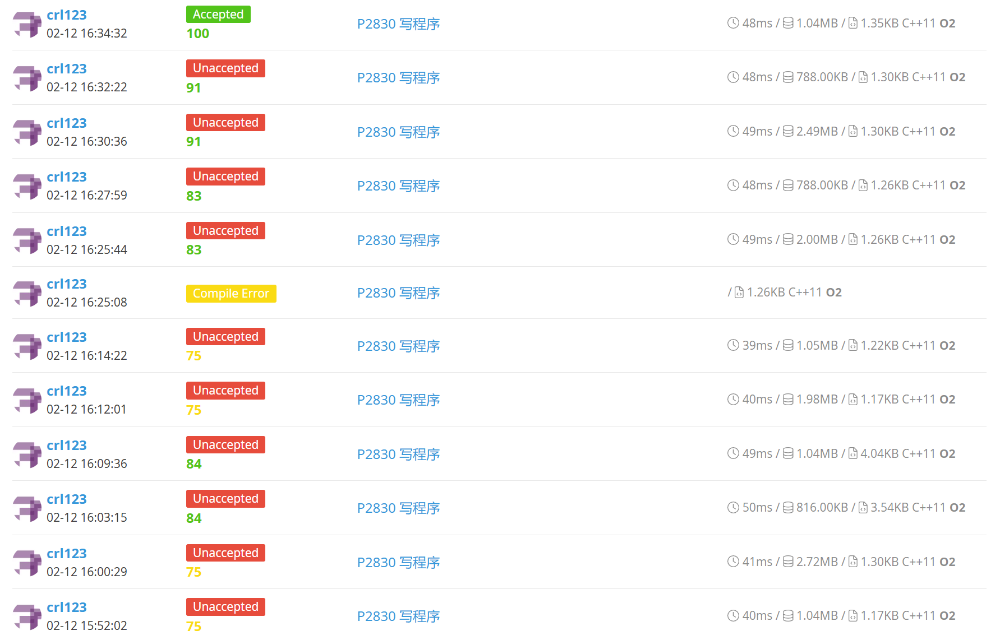 crl123
Accepted
02-12 16:34:32
100
P2830 写程序
48ms / 1.04MB / 1.35KB C++11 O2
crl123
Unaccepted
02-12 16:32:22
91
P2830 写程序
48ms / 788.00KB / 1.30KB C++11 O2
crl123
Unaccepted
02-12 16:30:36
91
P2830 写程序
49ms / 2.49MB / 1.30KB C++11 O2
crl123
Unaccepted
02-12 16:27:59
83
P2830 写程序
48ms / 788.00KB / 1.26KB C++11 O2
crl123
Unaccepted
02-12 16:25:44
83
P2830 写程序
49ms / 2.00MB / 1.26KB C++11 O2
crl123
02-12 16:25:08
Compile Error
P2830 写程序
/ 1.26KB C++11 O2
crl123
Unaccepted
02-12 16:14:22
75
P2830 写程序
39ms / 1.05MB / 1.22KB C++11 O2
crl123
Unaccepted
02-12 16:12:01
75
P2830 写程序
40ms / 1.98MB / 1.17KB C++11 O2
crl123
Unaccepted
02-12 16:09:36
84
P2830 写程序
49ms / 1.04MB / 4.04KB C++11 O2
crl123
Unaccepted
02-12 16:03:15
84
P2830 写程序
50ms / 816.00KB / 3.54KB C++11 O2
crl123
Unaccepted
02-12 16:00:29
75
P2830 写程序
41ms / 2.72MB / 1.30KB C++11 O2
crl123
Unaccepted
02-12 15:52:02
75
P2830 写程序
40ms / 1.04MB / 1.17KB C++11 O2